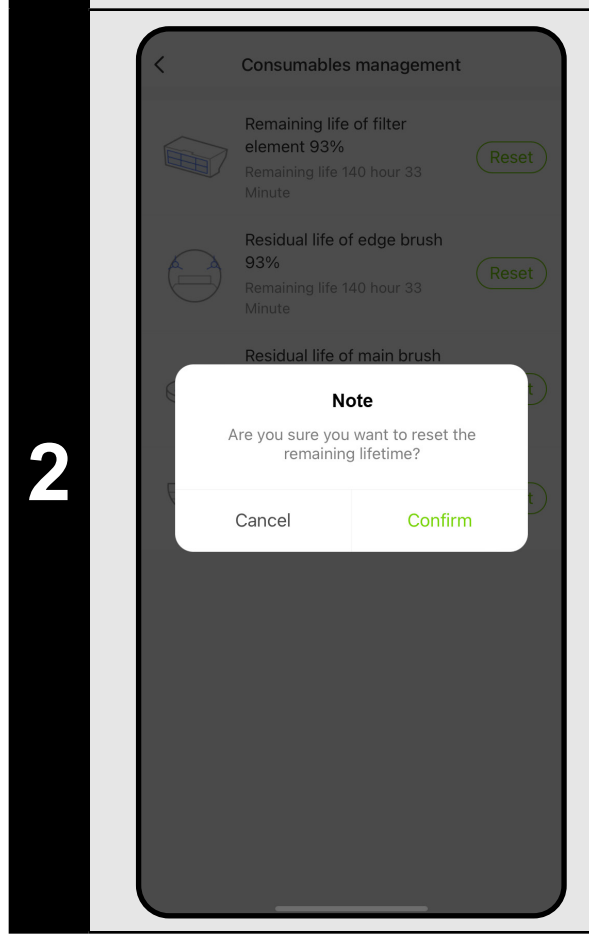 2
Consumables management
Remaining life of filter
element 93%
Reset
Remaining life 140 hour 33
Minute
Residual life of edge brush
93%
Reset
Remaining life 140 hour 33
Minute
Residual life of main brush
Note
Are you sure you want to reset the
remaining lifetime?
Cancel
Confirm